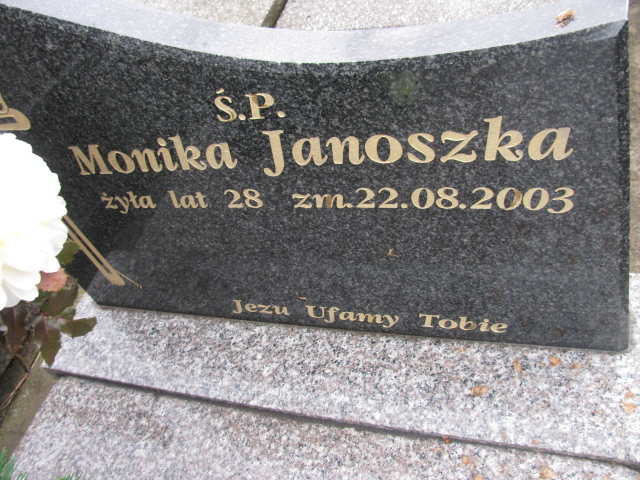 Ś.P.
Monika Janoszka
żyła lat 28 zm.22.08.2003
Jezu Ufamy Tobie